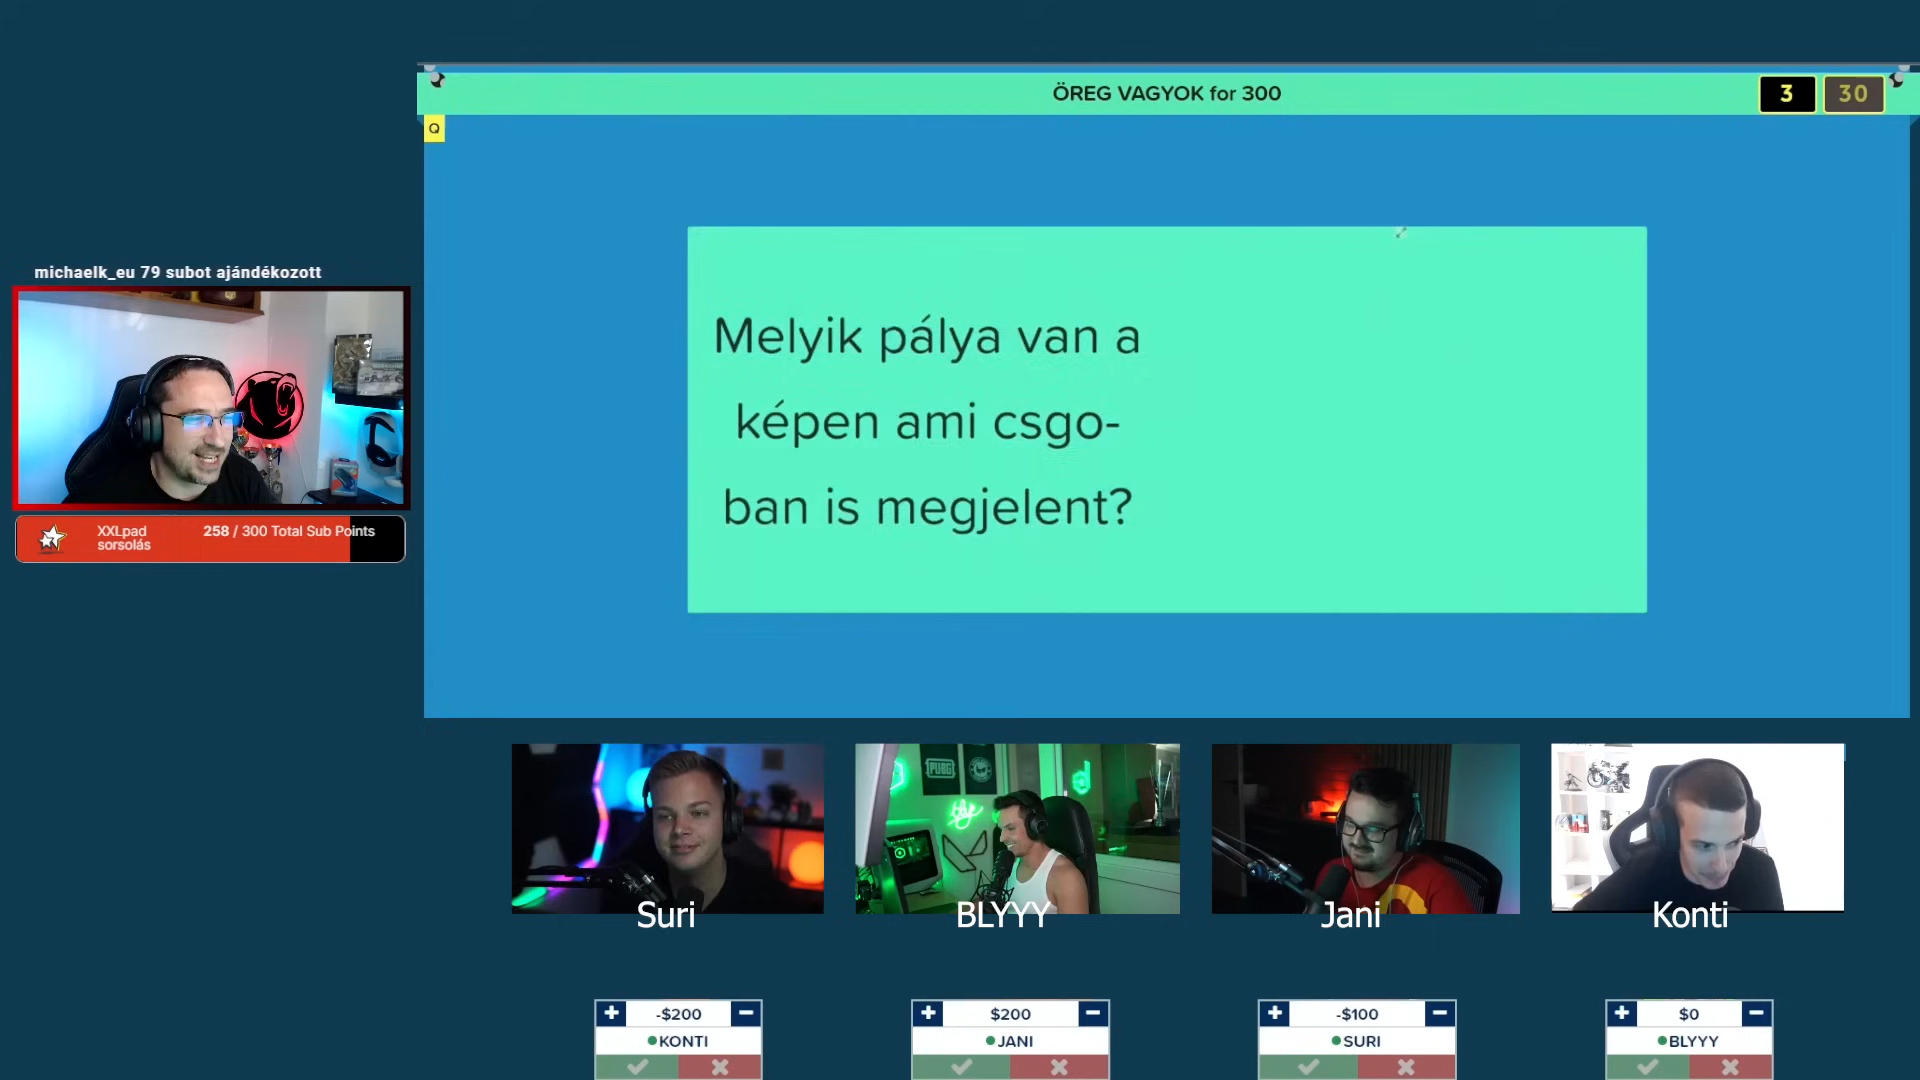 ÖREG VAGYOK for 300
3
30
Q
michaelk_eu 79 subot ajándékozott
Melyik pálya van a
képen ami csgo-
ban is megjelent?
XXLpad
sorsolás
258 / 300 Total Sub Points
PUBG
Suri
BLYYY
Jani
Konti
-$200
KONTI
$200
JANI
-$100
SURI
$0
BLYYY